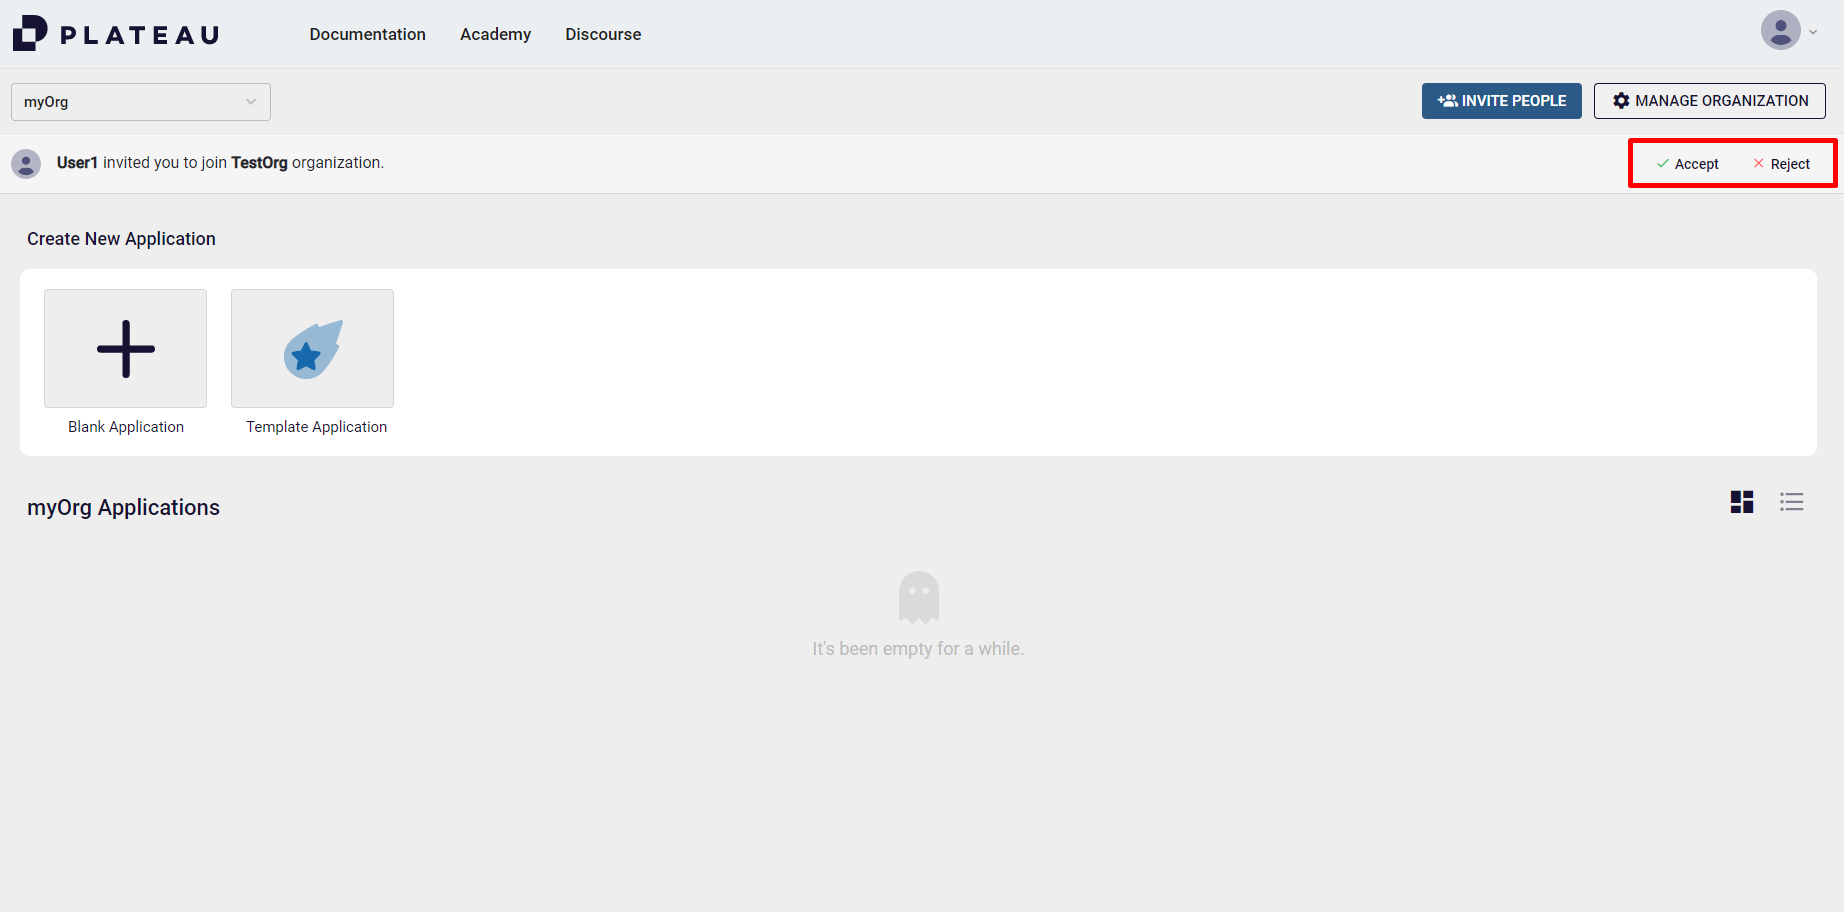 PLATEAU
Documentation Academy Discourse
myOrg
INVITE PEOPLE
MANAGE ORGANIZATION
User1 invited you to join TestOrg organization.
Accept
Reject
Create New Application
Blank Application
Template Application
myOrg Applications
It's been empty for a while.